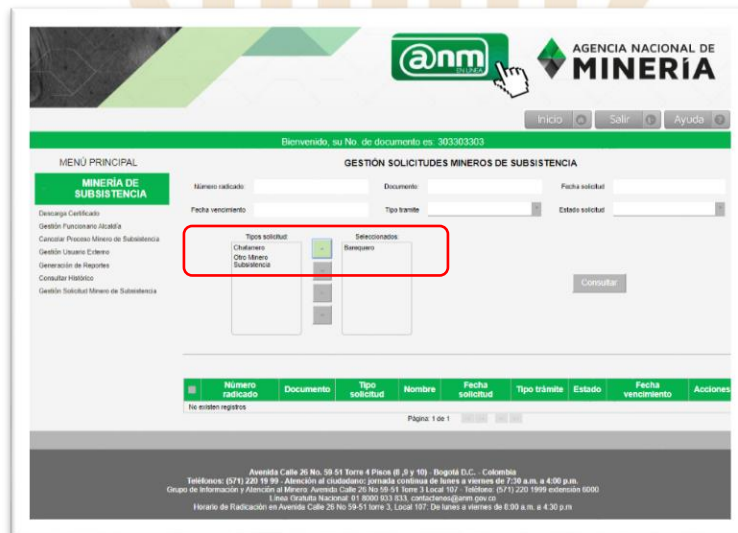 @nm
EN LÍNEA
AGENCIA NACIONAL DE
MINERÍA
Inicio
Salir
Ayuda
Bienvenido, su No. de documento es: 303303303
MENÚ PRINCIPAL
MINERÍA DE
SUBSISTENCIA
Descarga Certificado
Gestión Funcionario Alcaldía
Cancelar Proceso Minero de Subsistencia
Gestión Usuario Externo
Generación de Reportes
Consultar Histórico
Gestión Solicitud Minero de Subsistencia
GESTIÓN SOLICITUDES MINEROS DE SUBSISTENCIA
Número radicado: Documento: Fecha solicitud:
Fecha vencimiento: Tipo tramite: Estado solicitud:
Tipos solicitud: Seleccionados:
Chatarrero Barequero
Otro Minero
Subsistencia
Consultar
Número radicado Documento Tipo solicitud Nombre Fecha solicitud Tipo trámite Estado Fecha vencimiento Acciones
No existen registros
Página: 1 de 1
Avenida Calle 26 No. 59-51 Torre 4 Pisos (8 ,9 y 10) - Bogotá D.C. - Colombia
Teléfonos: (571) 220 19 99 - Atención al ciudadano: jornada continua de lunes a viernes de 7:30 a.m. a 4:00 p.m.
Grupo de Información y Atención al Minero: Avenida Calle 26 No 59-51 Torre 3 Local 107 - Teléfono: (571) 220 1999 extensión 6000
Línea Gratuita Nacional: 01 8000 933 833, contactenos@anm.gov.co
Horario de Radicación en Avenida Calle 26 No 59-51 torre 3, Local 107: De lunes a viernes de 8:00 a.m. a 4:30 p.m